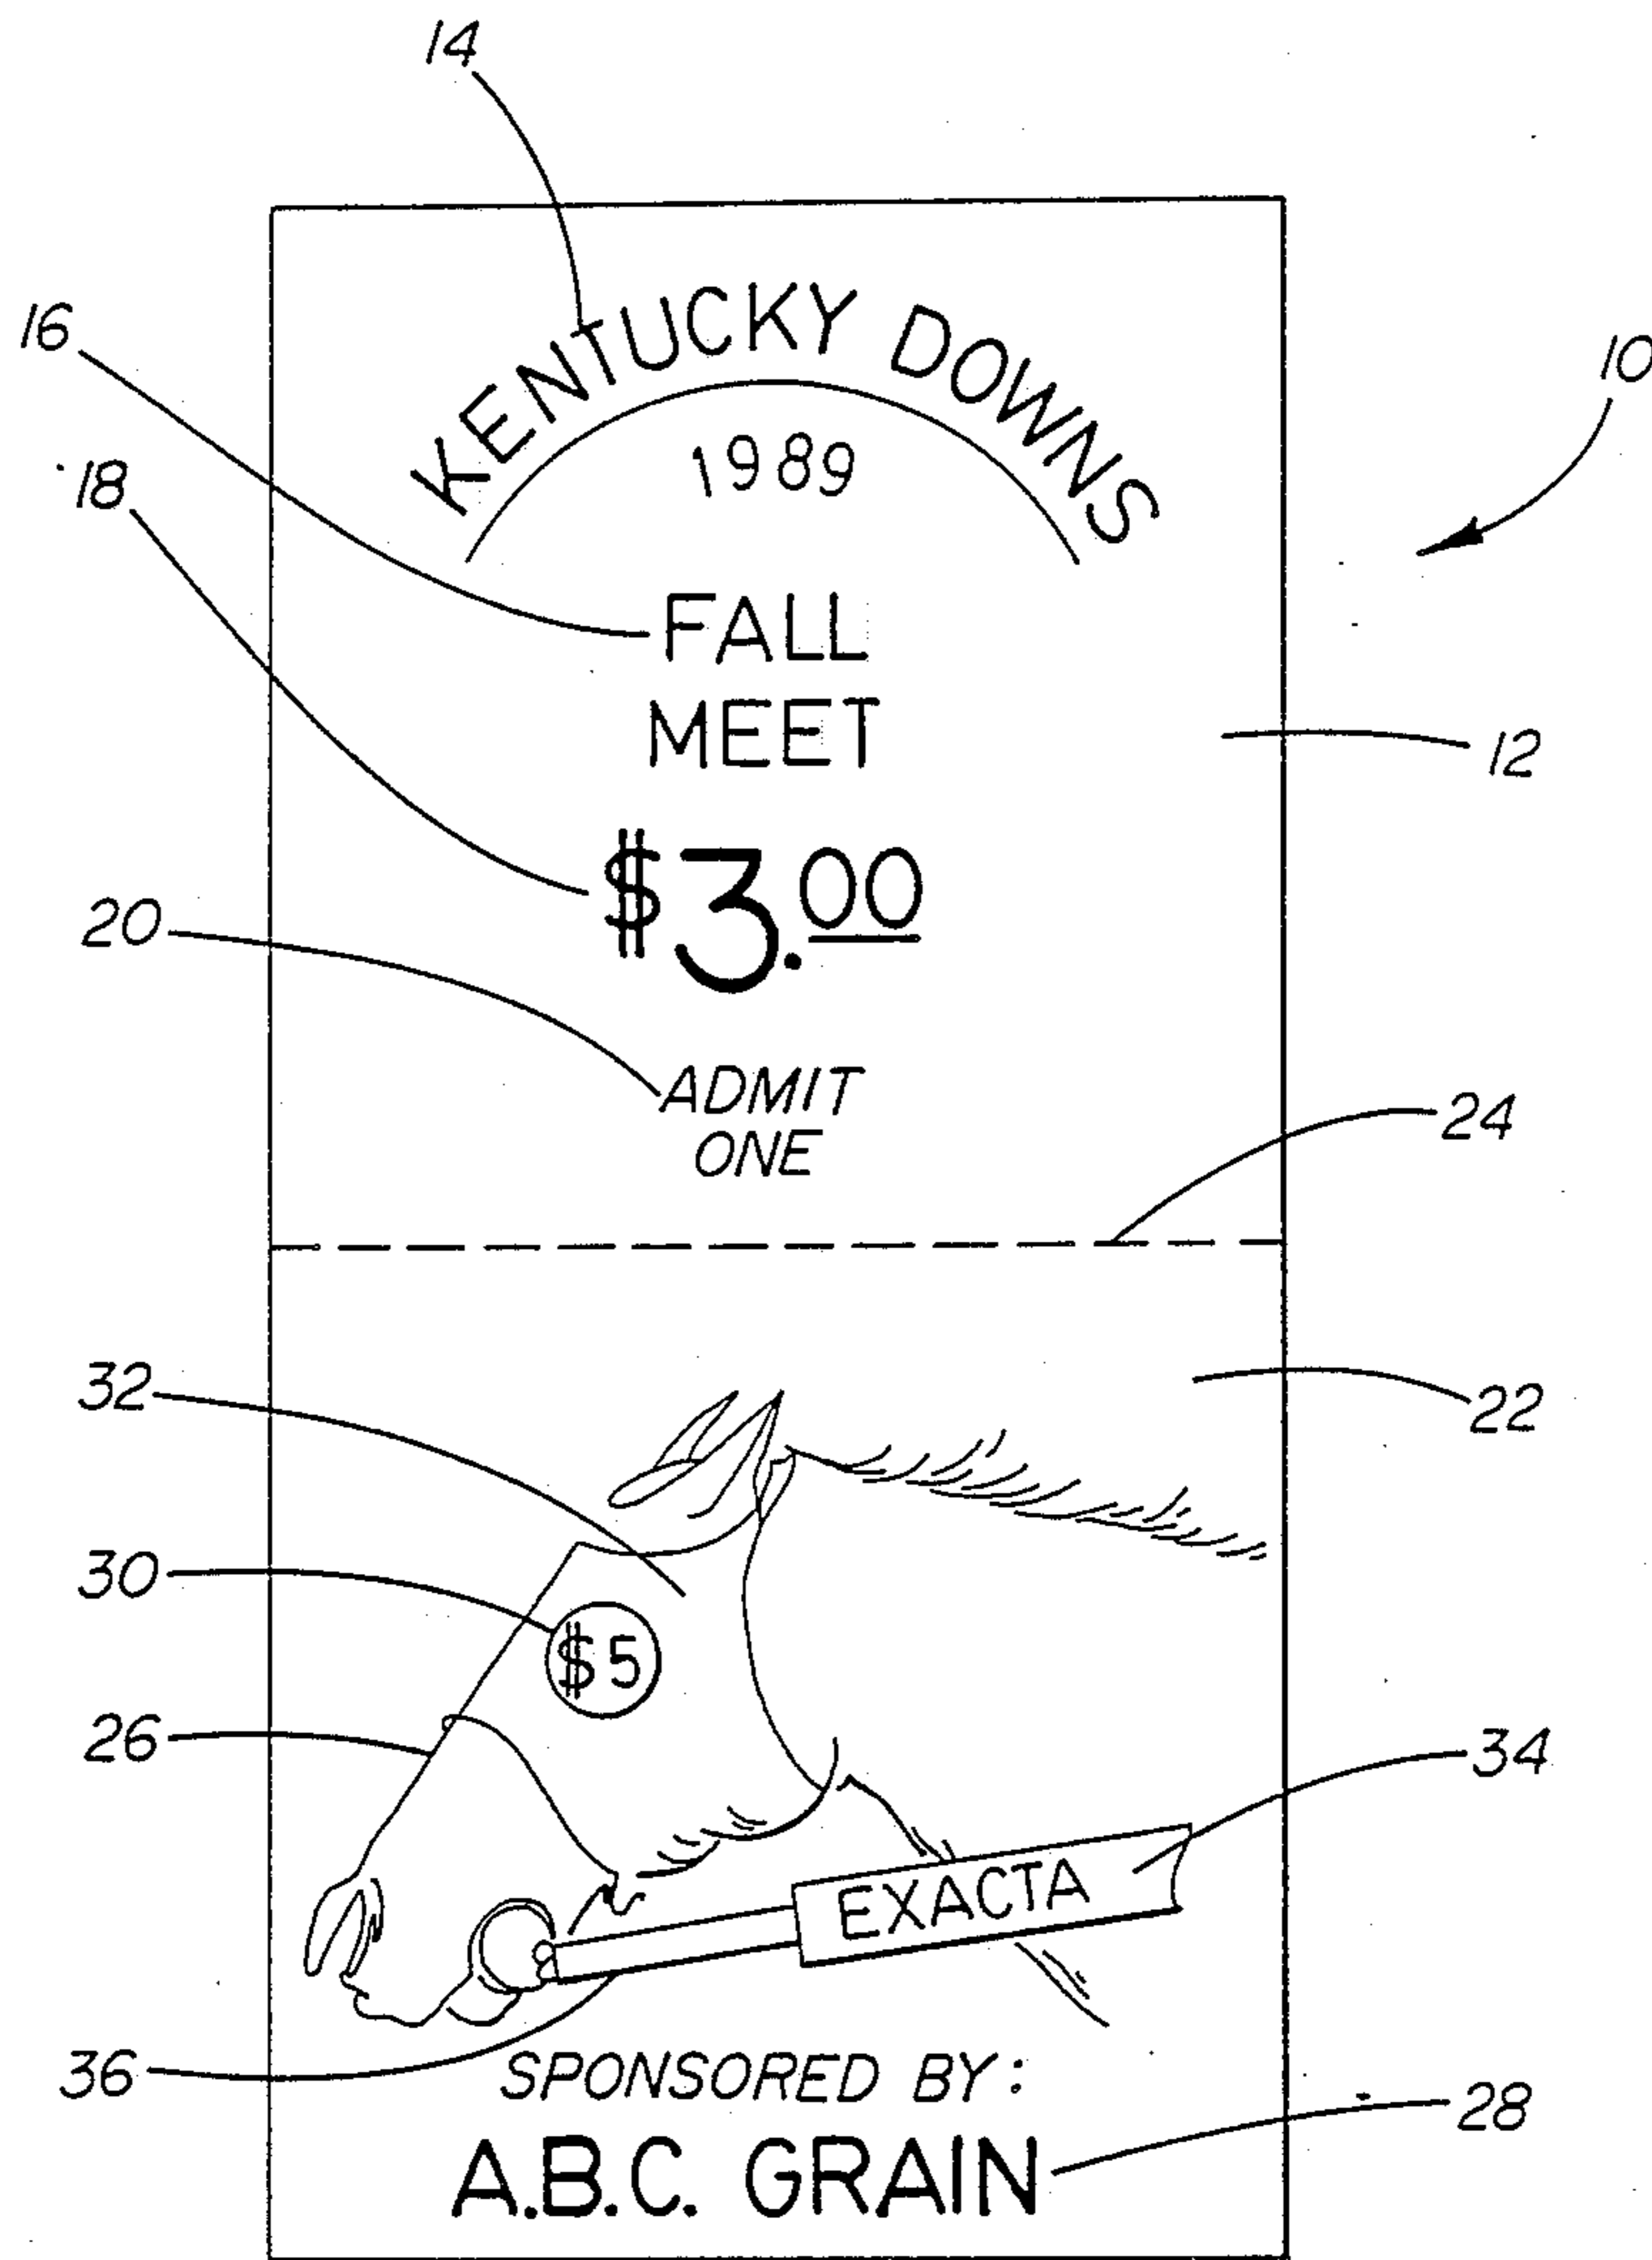 14
KENTUCKY DOWNS
16
10
1989
18
FALL
MEET
12
$3.00
20
ADMIT
ONE
24
32
22
30
$5
26
34
EXACTA
36
SPONSORED BY:
28
A.B.C. GRAIN